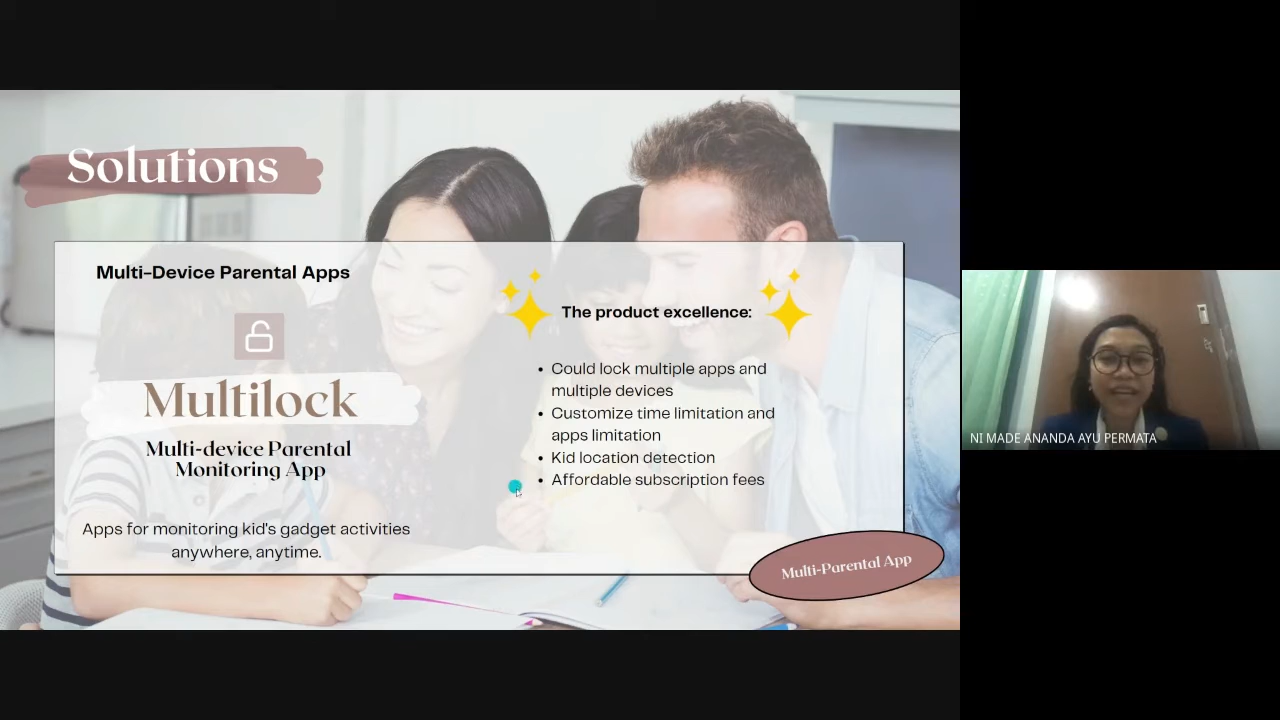 Solutions
Multi-Device Parental Apps
Multilock
Multi-device Parental
Monitoring App
Apps for monitoring kid's gadget activities
anywhere, anytime.
The product excellence:
• Could lock multiple apps and
multiple devices
• Customize time limitation and
apps limitation
• Kid location detection
• Affordable subscription fees
Multi-Parental App
NI MADE ANANDA AYU PERMATA